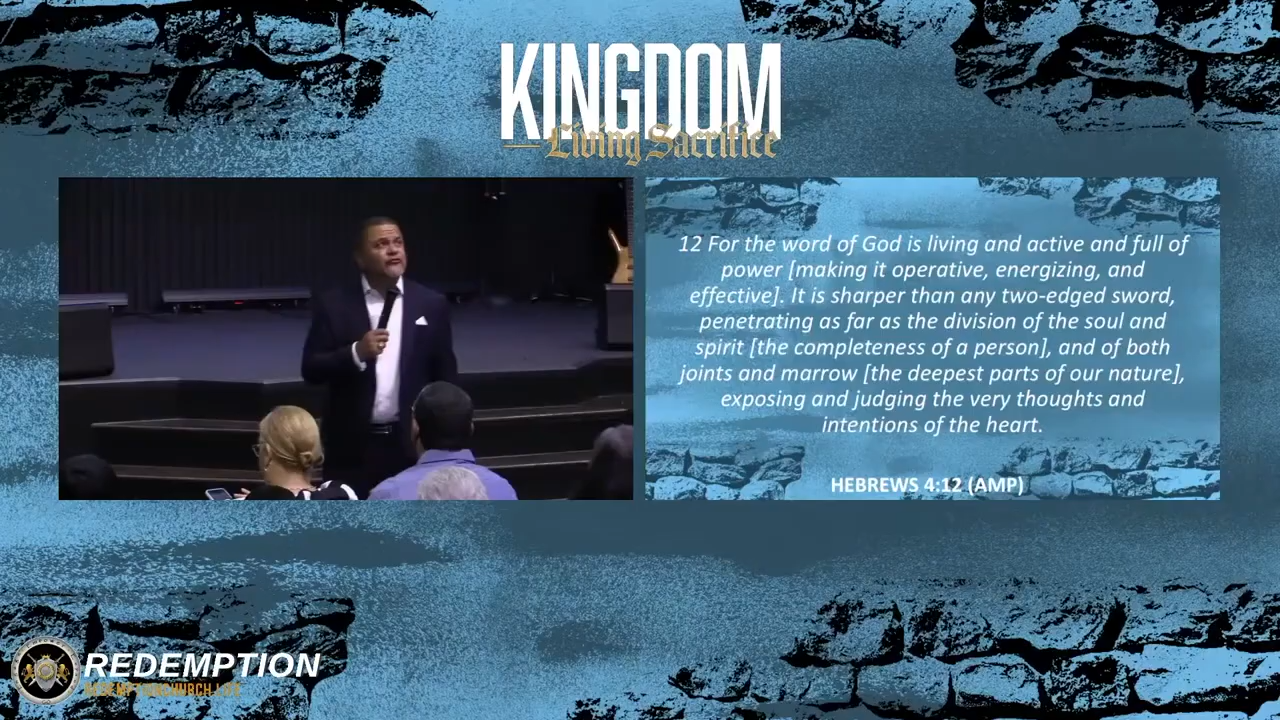 KINGDOM
Living Sacrifice
12 For the word of God is living and active and full of
power [making it operative, energizing, and
effective]. It is sharper than any two-edged sword,
penetrating as far as the division of the soul and
spirit [the completeness of a person], and of both
joints and marrow [the deepest parts of our nature],
exposing and judging the very thoughts and
intentions of the heart.
HEBREWS 4:12 (AMP)
REDEMPTION
REDEMPTIONCHURCH.LIFE